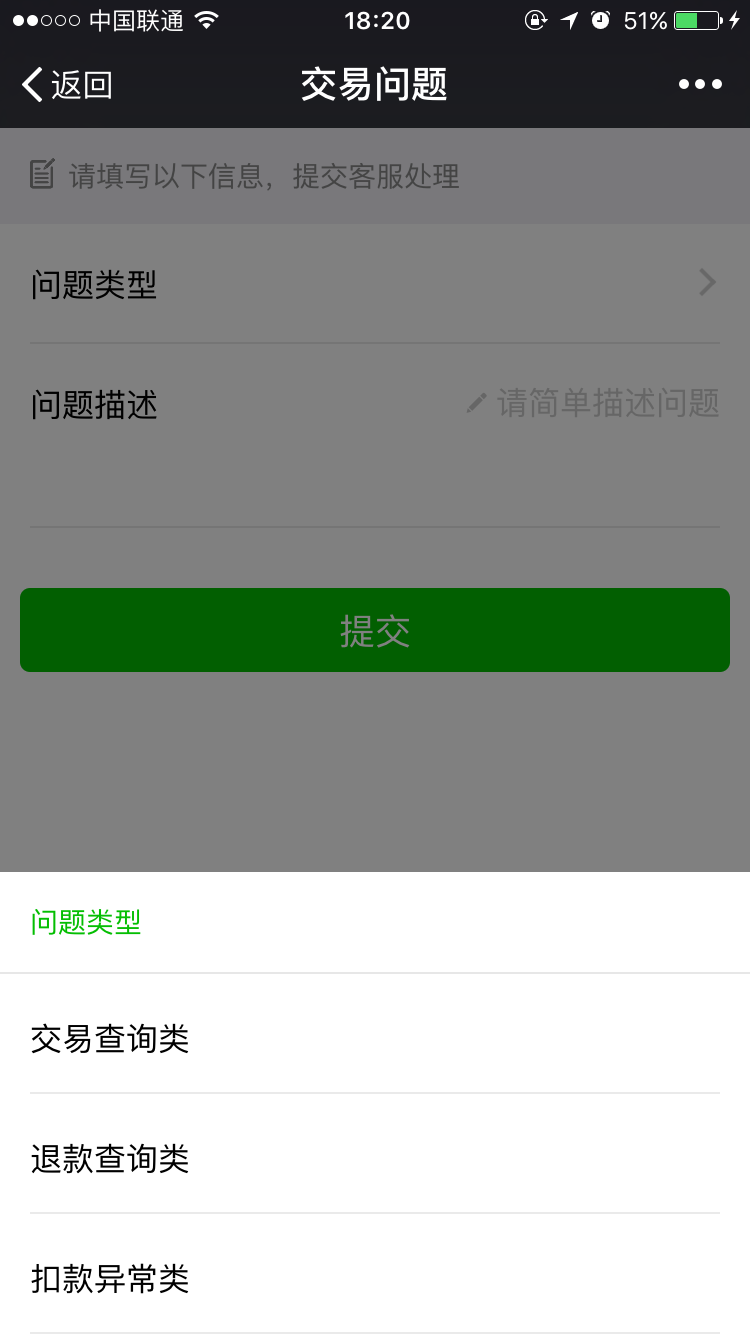 中国联通 18:20 51%
返回 交易问题
请填写以下信息，提交客服处理
问题类型
问题描述 请简单描述问题
提交
问题类型
交易查询类
退款查询类
扣款异常类